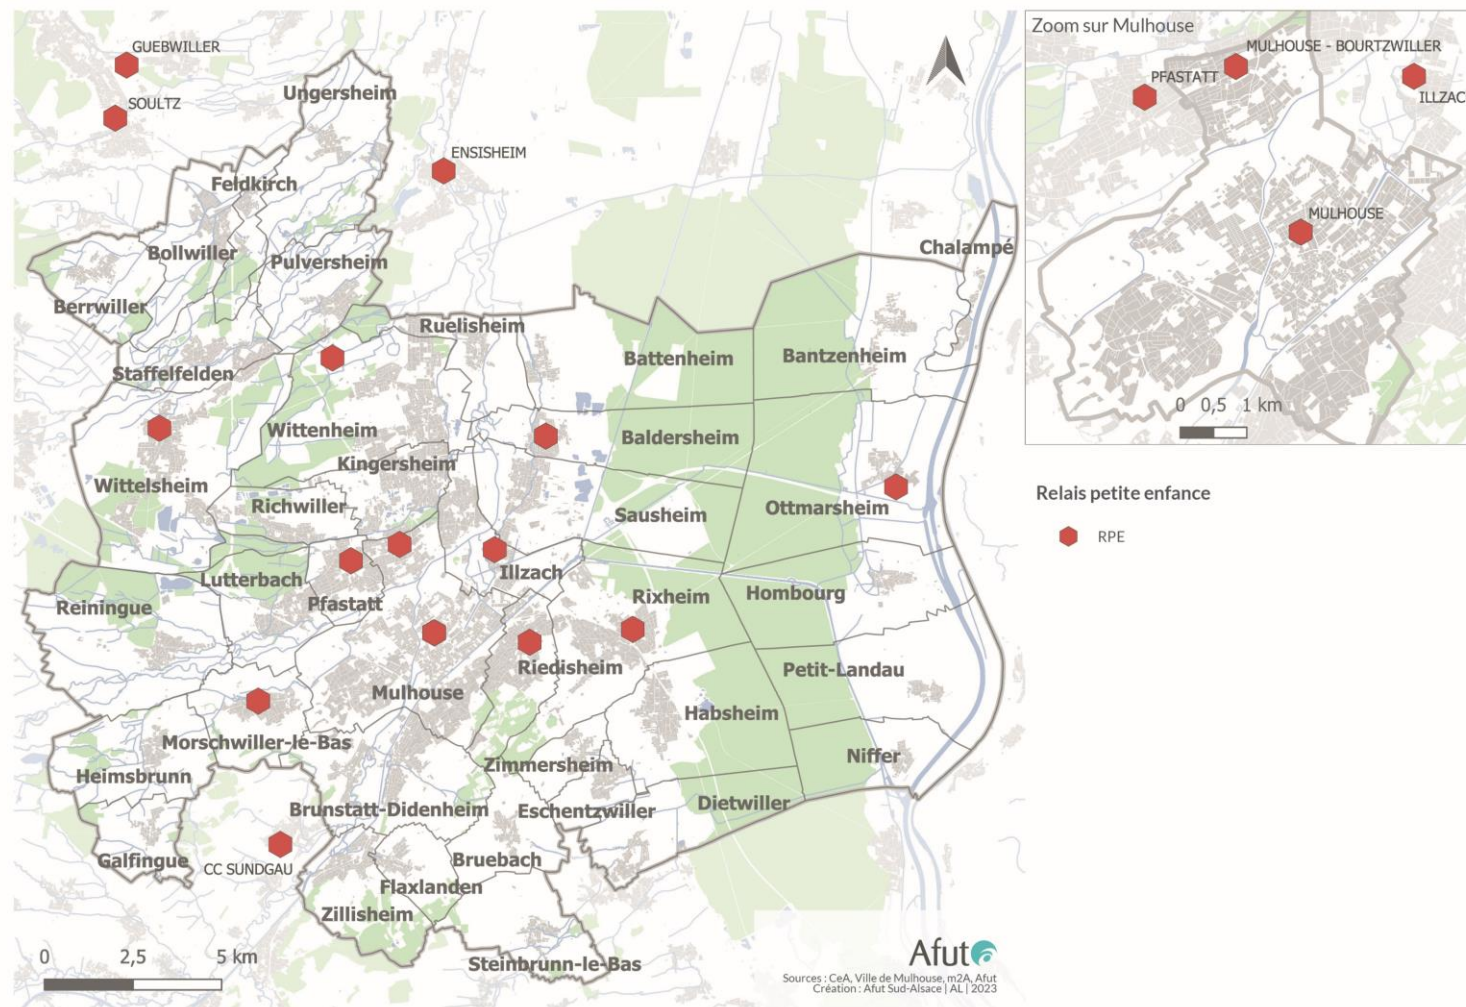 GUEBWILLER
SOULTZ
Ungersheim
ENSISHEIM
Feldkirch
Bollwiller
Pulversheim
Berrwiller
Chalampé
Ruelisheim
Staffelfelden
Battenheim
Bantzenheim
Wittenheim
Baldersheim
Kingersheim
Wittelsheim
Richwiller
Sausheim
Ottmarsheim
Lutterbach
Illzach
Reiningue
Pfastatt
Rixheim
Hombourg
Riedisheim
Petit-Landau
Mulhouse
Habsheim
Morschwiller-le-Bas
Heimsbrunn
Zimmersheim
Niffer
Brunstatt-Didenheim
Eschentzwiller
Dietwiller
Galfingue
CC SUNDGAU
Bruebach
Flaxlanden
Zillisheim
Steinbrunn-le-Bas
0 2,5 5 km
Afut
Sources : CeA, Ville de Mulhouse, m2A, Afut
Création : Afut Sud-Alsace | AL | 2023
Zoom sur Mulhouse
MULHOUSE - BOURTZWILLER
PFASTATT
ILLZAC
MULHOUSE
0 0,5 1 km
Relais petite enfance
RPE